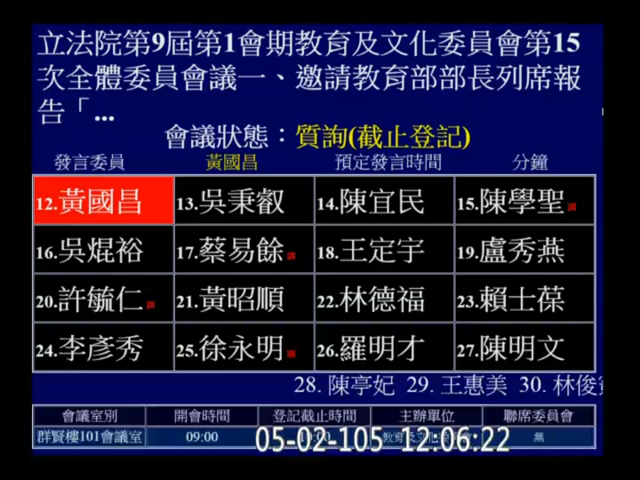 立法院第9屆第1會期教育及文化委員會第15
次全體委員會議一、邀請教育部部長列席報
告「...
會議狀態：質詢(截止登記)
發言委員 黃國昌 預定發言時間 分鐘
12.黃國昌 13.吳秉叡 14.陳宜民 15.陳學聖
16.吳焜裕 17.蔡易餘 18.王定宇 19.盧秀燕
20.許毓仁 21.黃昭順 22.林德福 23.賴士葆
24.李彥秀 25.徐永明 26.羅明才 27.陳明文
28. 陳亭妃 29. 王惠美 30. 林俊
會議室別 開會時間 登記截止時間 主辦單位 聯席委員會
群賢樓101會議室 09:00 無
05-02-105 12:06:22